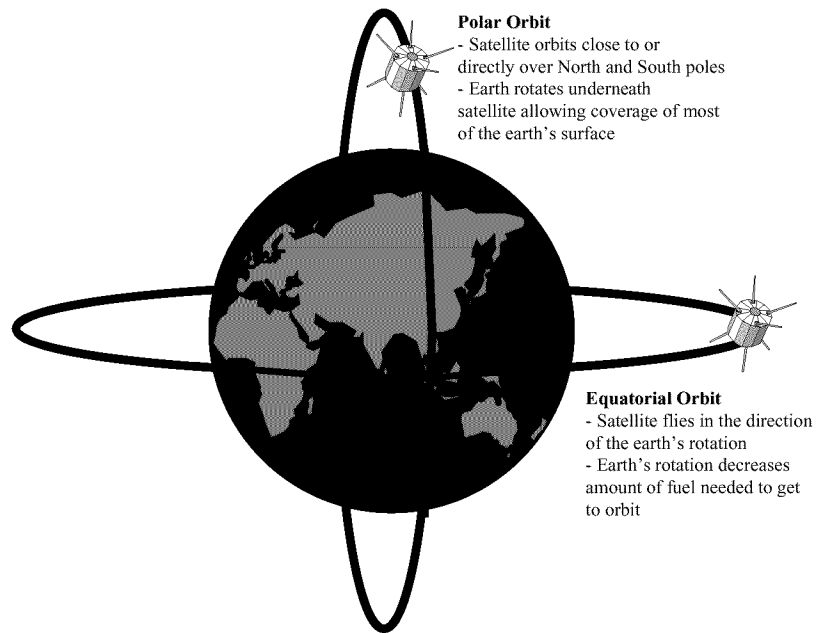 Polar Orbit
- Satellite orbits close to or
directly over North and South poles
- Earth rotates underneath
satellite allowing coverage of most
of the earth's surface
Equatorial Orbit
- Satellite flies in the direction
of the earth's rotation
- Earth's rotation decreases
amount of fuel needed to get
to orbit